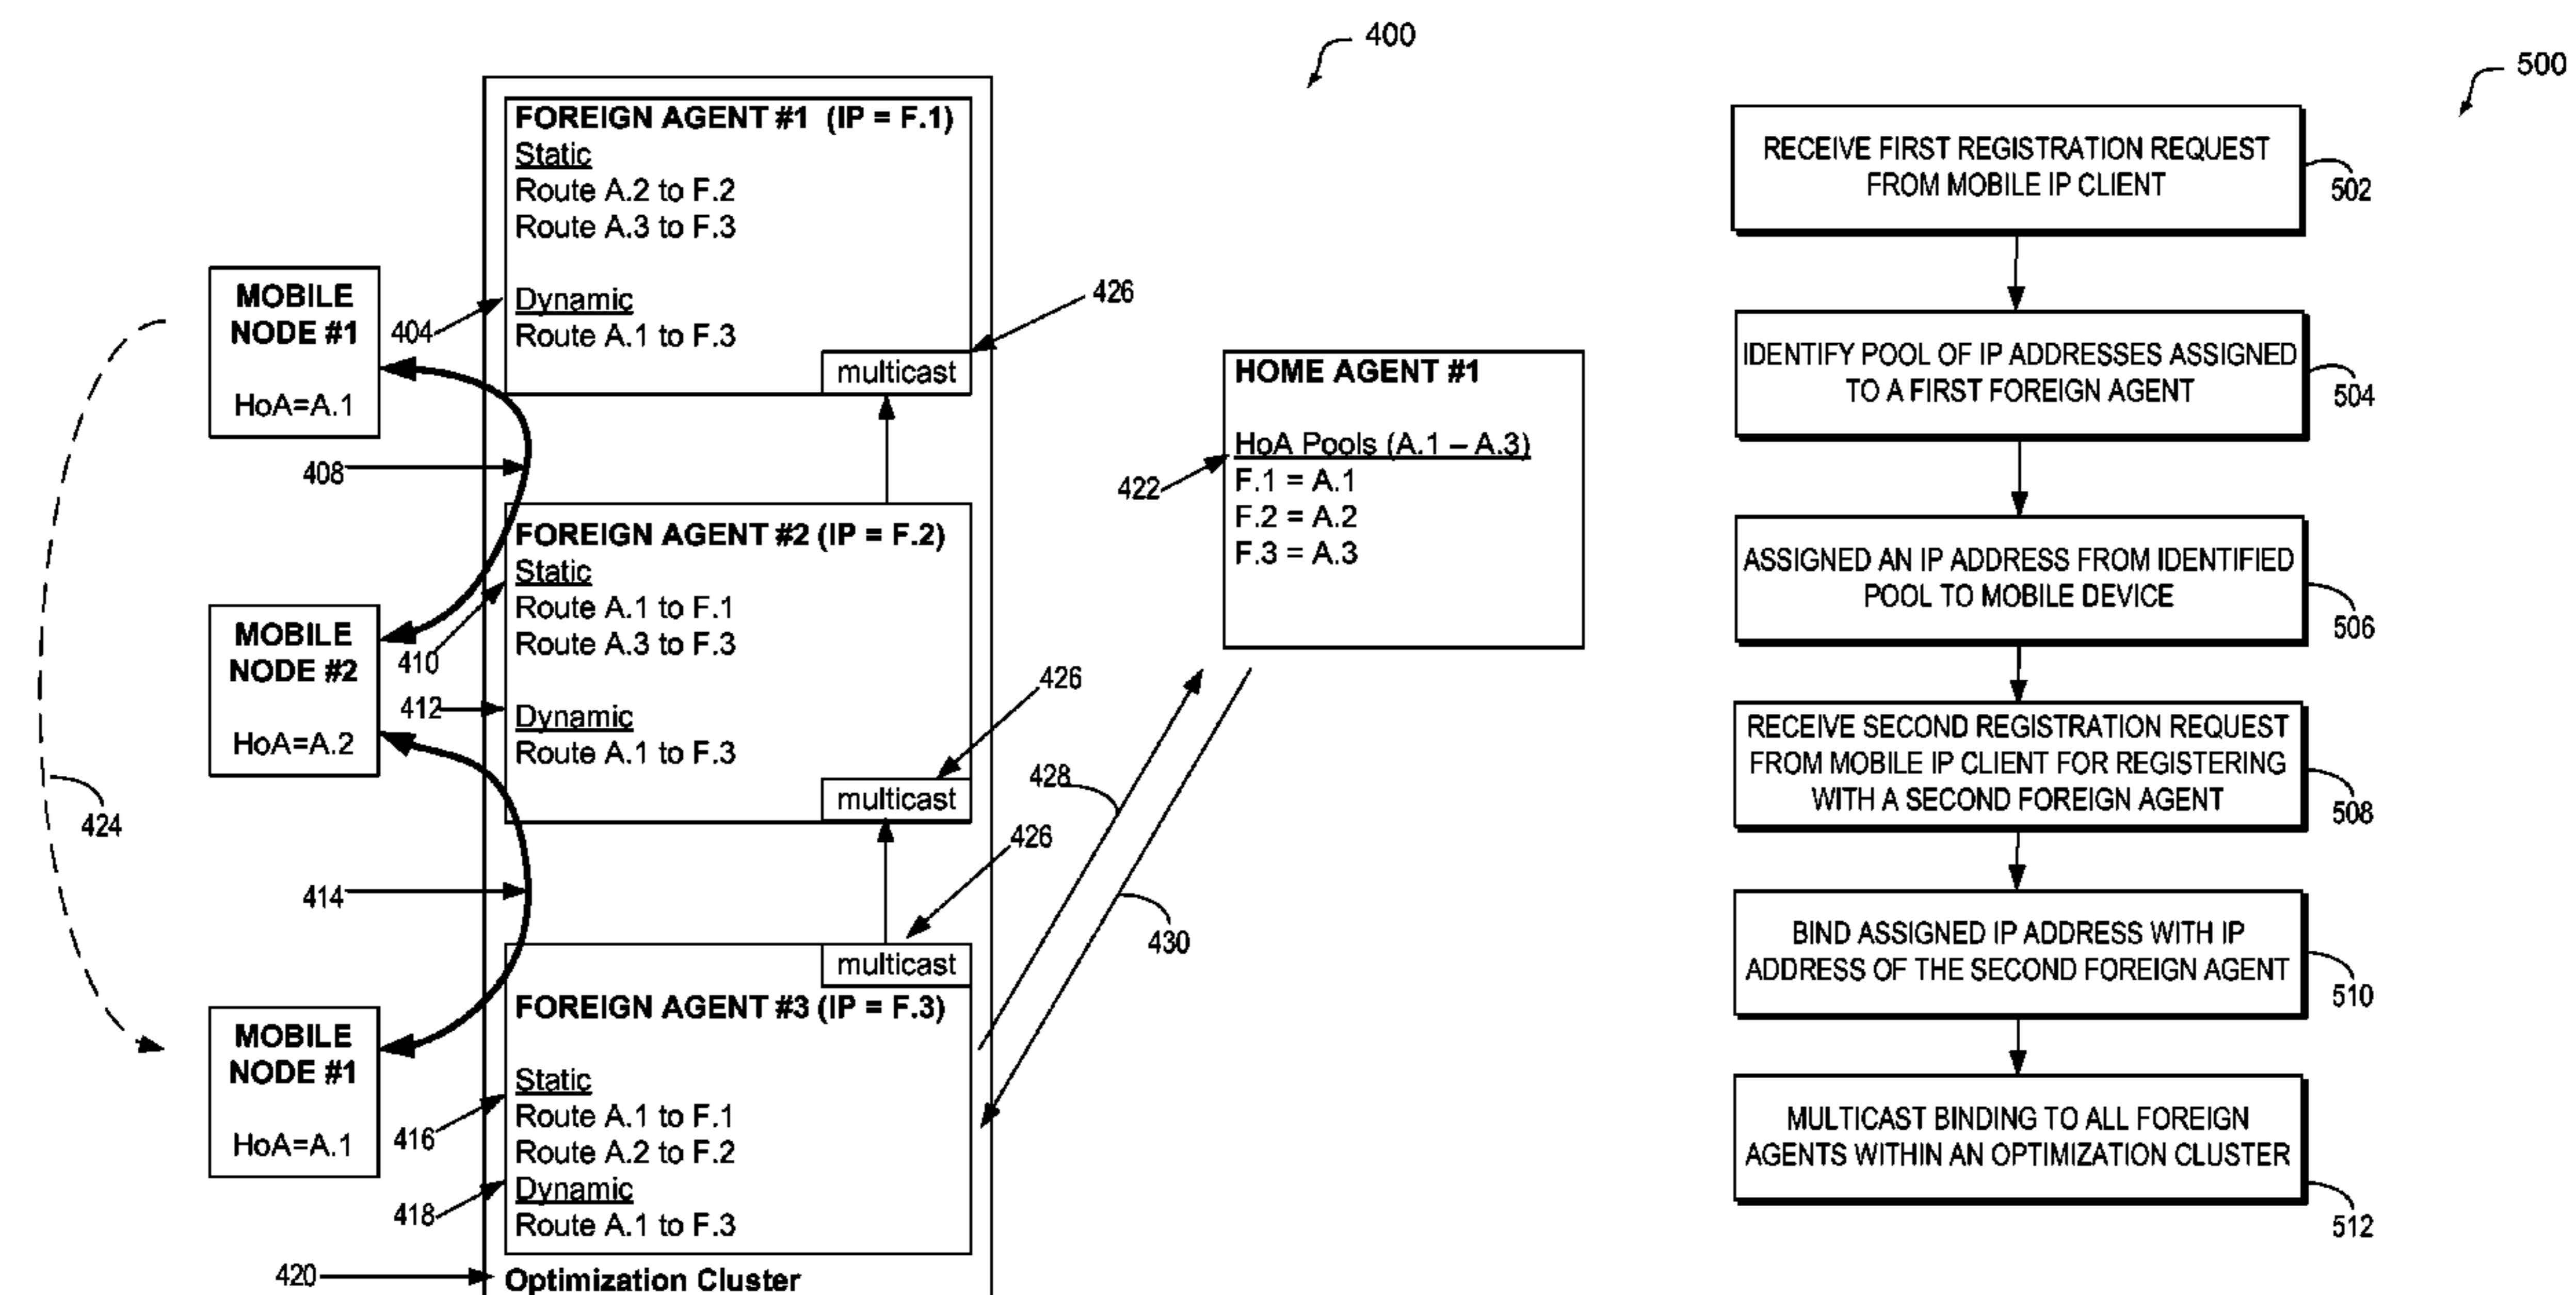 400
500
FOREIGN AGENT #1 (IP = F.1)
Static
Route A.2 to F.2
Route A.3 to F.3
Dynamic
Route A.1 to F.3
multicast
404
426
MOBILE
NODE #1
HoA=A.1
408
FOREIGN AGENT #2 (IP = F.2)
Static
Route A.1 to F.1
Route A.3 to F.3
Dynamic
Route A.1 to F.3
multicast
410
412
426
MOBILE
NODE #2
HoA=A.2
424
414
426
multicast
FOREIGN AGENT #3 (IP = F.3)
Static
Route A.1 to F.1
Route A.2 to F.2
Dynamic
Route A.1 to F.3
416
418
MOBILE
NODE #1
HoA=A.1
420
Optimization Cluster
HOME AGENT #1
HoA Pools (A.1 – A.3)
F.1 = A.1
F.2 = A.2
F.3 = A.3
422
428
430
RECEIVE FIRST REGISTRATION REQUEST
FROM MOBILE IP CLIENT
502
IDENTIFY POOL OF IP ADDRESSES ASSIGNED
TO A FIRST FOREIGN AGENT
504
ASSIGNED AN IP ADDRESS FROM IDENTIFIED
POOL TO MOBILE DEVICE
506
RECEIVE SECOND REGISTRATION REQUEST
FROM MOBILE IP CLIENT FOR REGISTERING
WITH A SECOND FOREIGN AGENT
508
BIND ASSIGNED IP ADDRESS WITH IP
ADDRESS OF THE SECOND FOREIGN AGENT
510
MULTICAST BINDING TO ALL FOREIGN
AGENTS WITHIN AN OPTIMIZATION CLUSTER
512